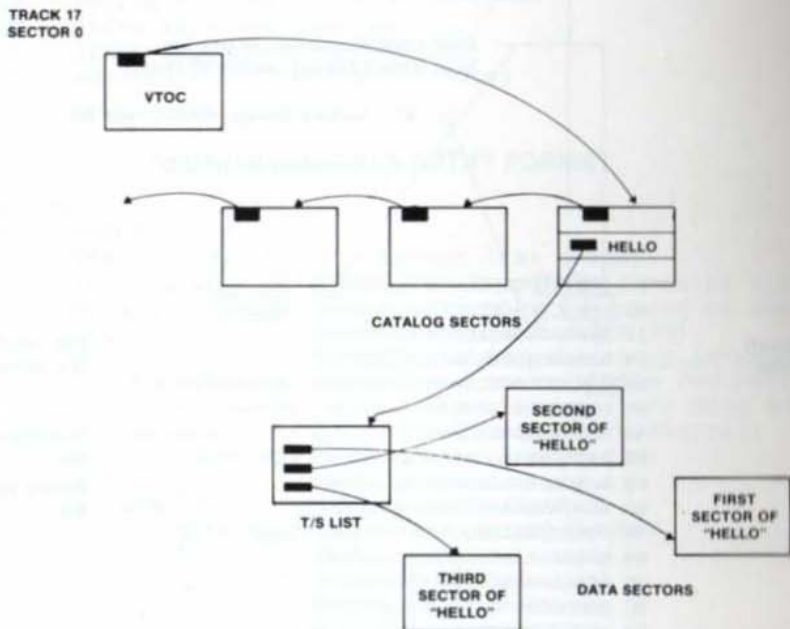 TRACK 17
SECTOR 0
VTOC
HELLO
CATALOG SECTORS
SECOND
SECTOR OF
"HELLO"
T/S LIST
FIRST
SECTOR OF
"HELLO"
THIRD
SECTOR OF
"HELLO"
DATA SECTORS